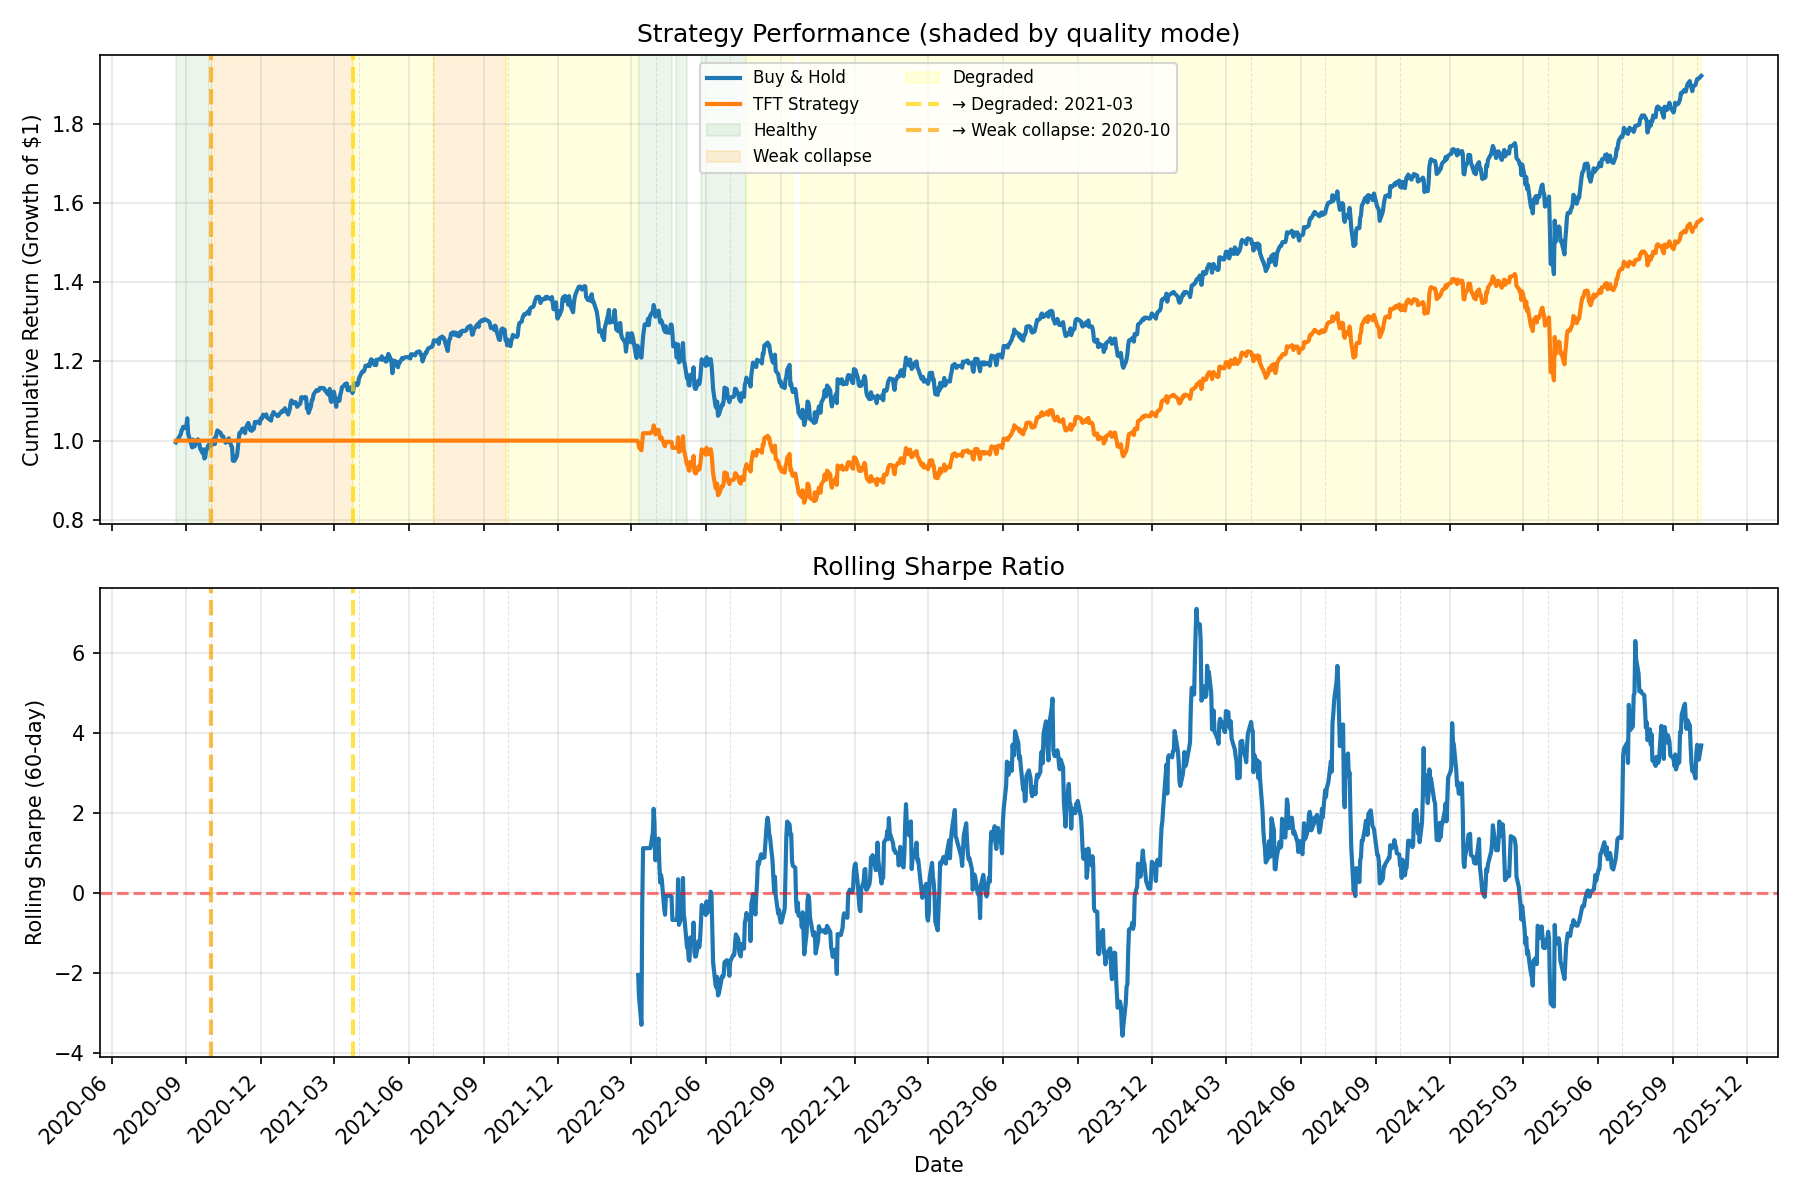 Strategy Performance (shaded by quality mode)
Cumulative Return (Growth of $1)
1.8
1.6
1.4
1.2
1.0
0.8
Buy & Hold
TFT Strategy
Healthy
Weak collapse
Degraded
→ Degraded: 2021-03
→ Weak collapse: 2020-10
Rolling Sharpe Ratio
Rolling Sharpe (60-day)
6
4
2
0
−2
−4
2020-06
2020-09
2020-12
2021-03
2021-06
2021-09
2021-12
2022-03
2022-06
2022-09
2022-12
2023-03
2023-06
2023-09
2023-12
2024-03
2024-06
2024-09
2024-12
2025-03
2025-06
2025-09
2025-12
Date